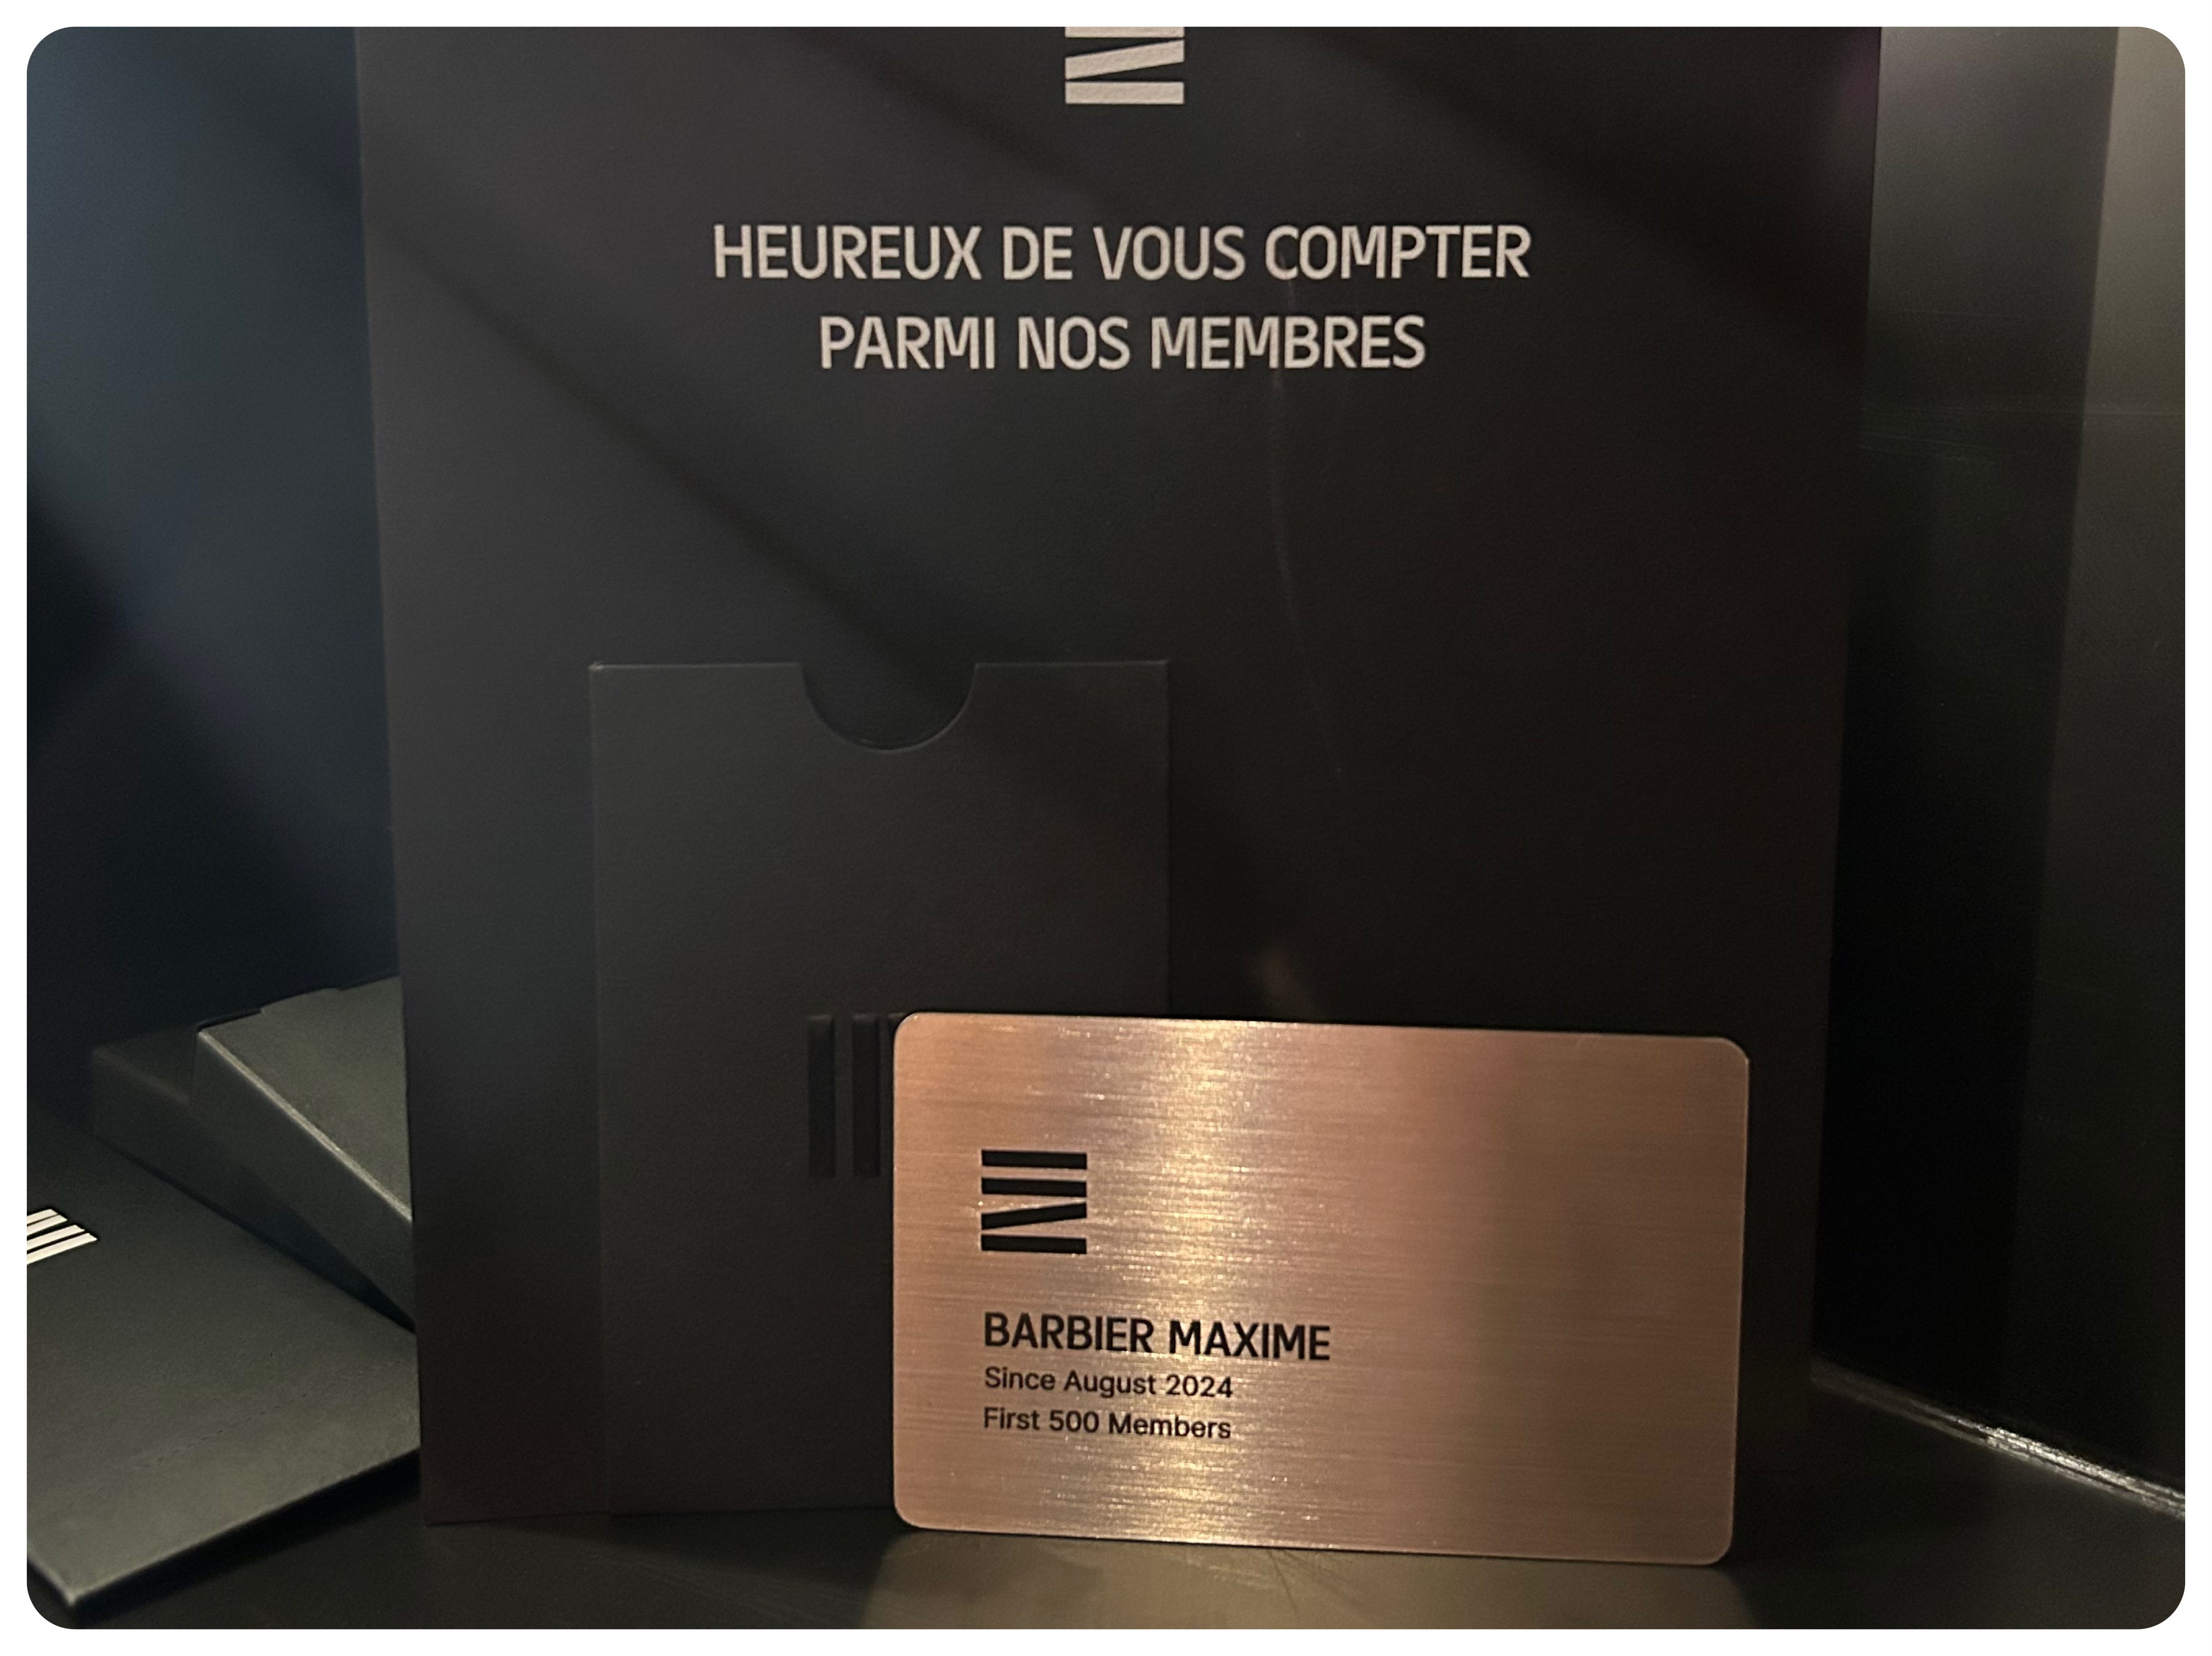 HEUREUX DE VOUS COMPTER
PARMI NOS MEMBRES
BARBIER MAXIME
Since August 2024
First 500 Members